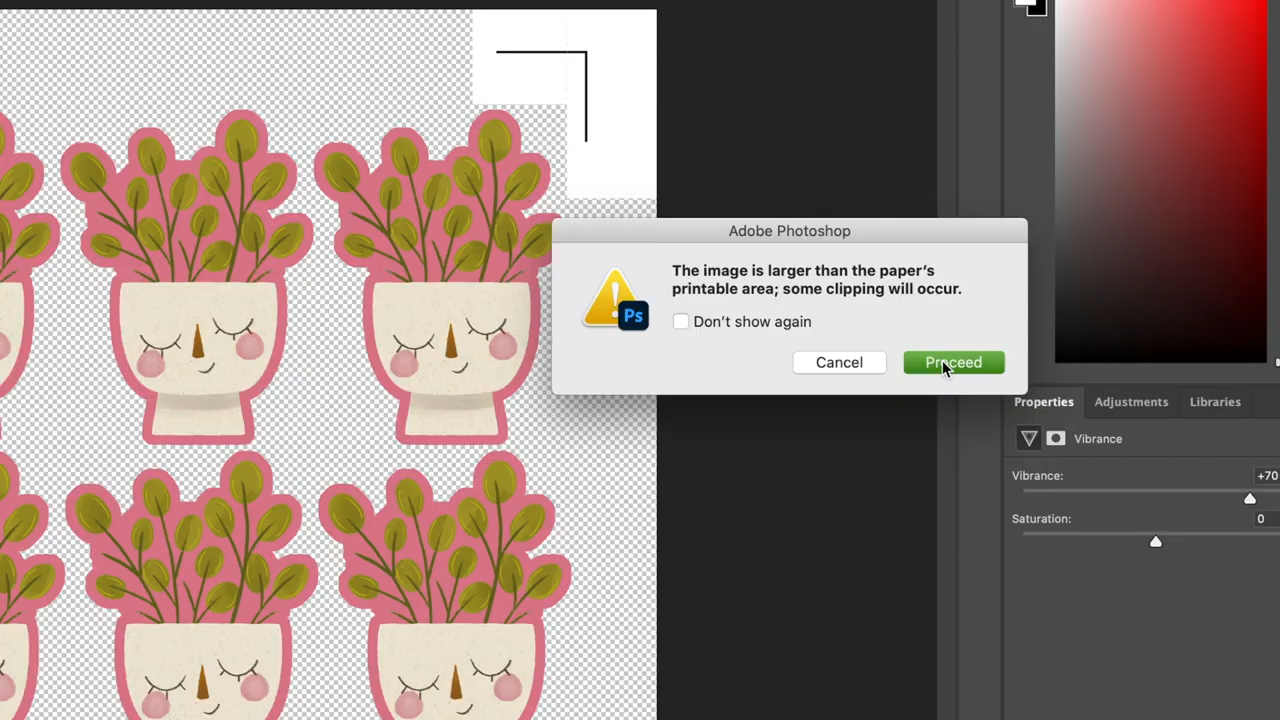 Adobe Photoshop
The image is larger than the paper's
printable area; some clipping will occur.
Ps
Don't show again
Cancel
Proceed
Properties
Adjustments
Libraries
Vibrance
Vibrance:
+70
Saturation:
0